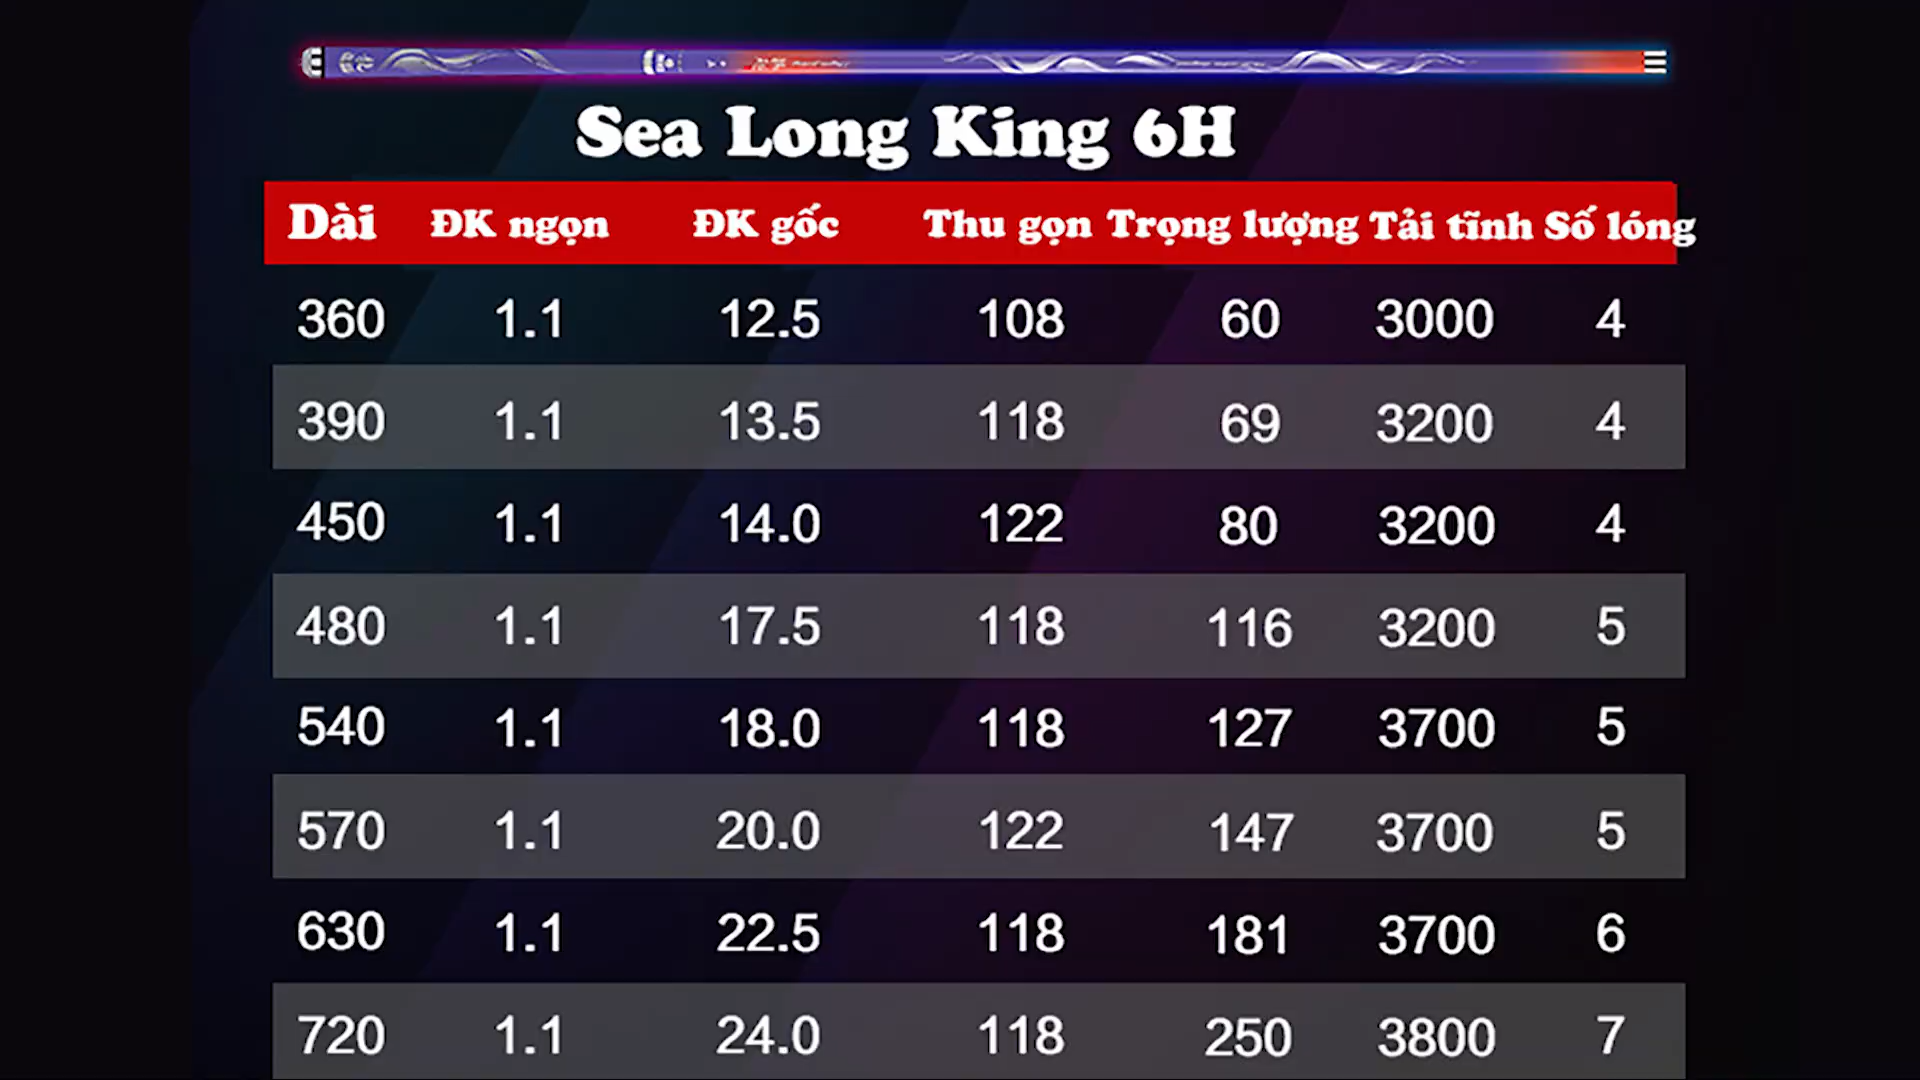 Sea Long King 6H
Dài ĐK ngọn ĐK gốc Thu gọn Trọng lượng Tải tĩnh Số lóng
360 1.1 12.5 108 60 3000 4
390 1.1 13.5 118 69 3200 4
450 1.1 14.0 122 80 3200 4
480 1.1 17.5 118 116 3200 5
540 1.1 18.0 118 127 3700 5
570 1.1 20.0 122 147 3700 5
630 1.1 22.5 118 181 3700 6
720 1.1 24.0 118 250 3800 7